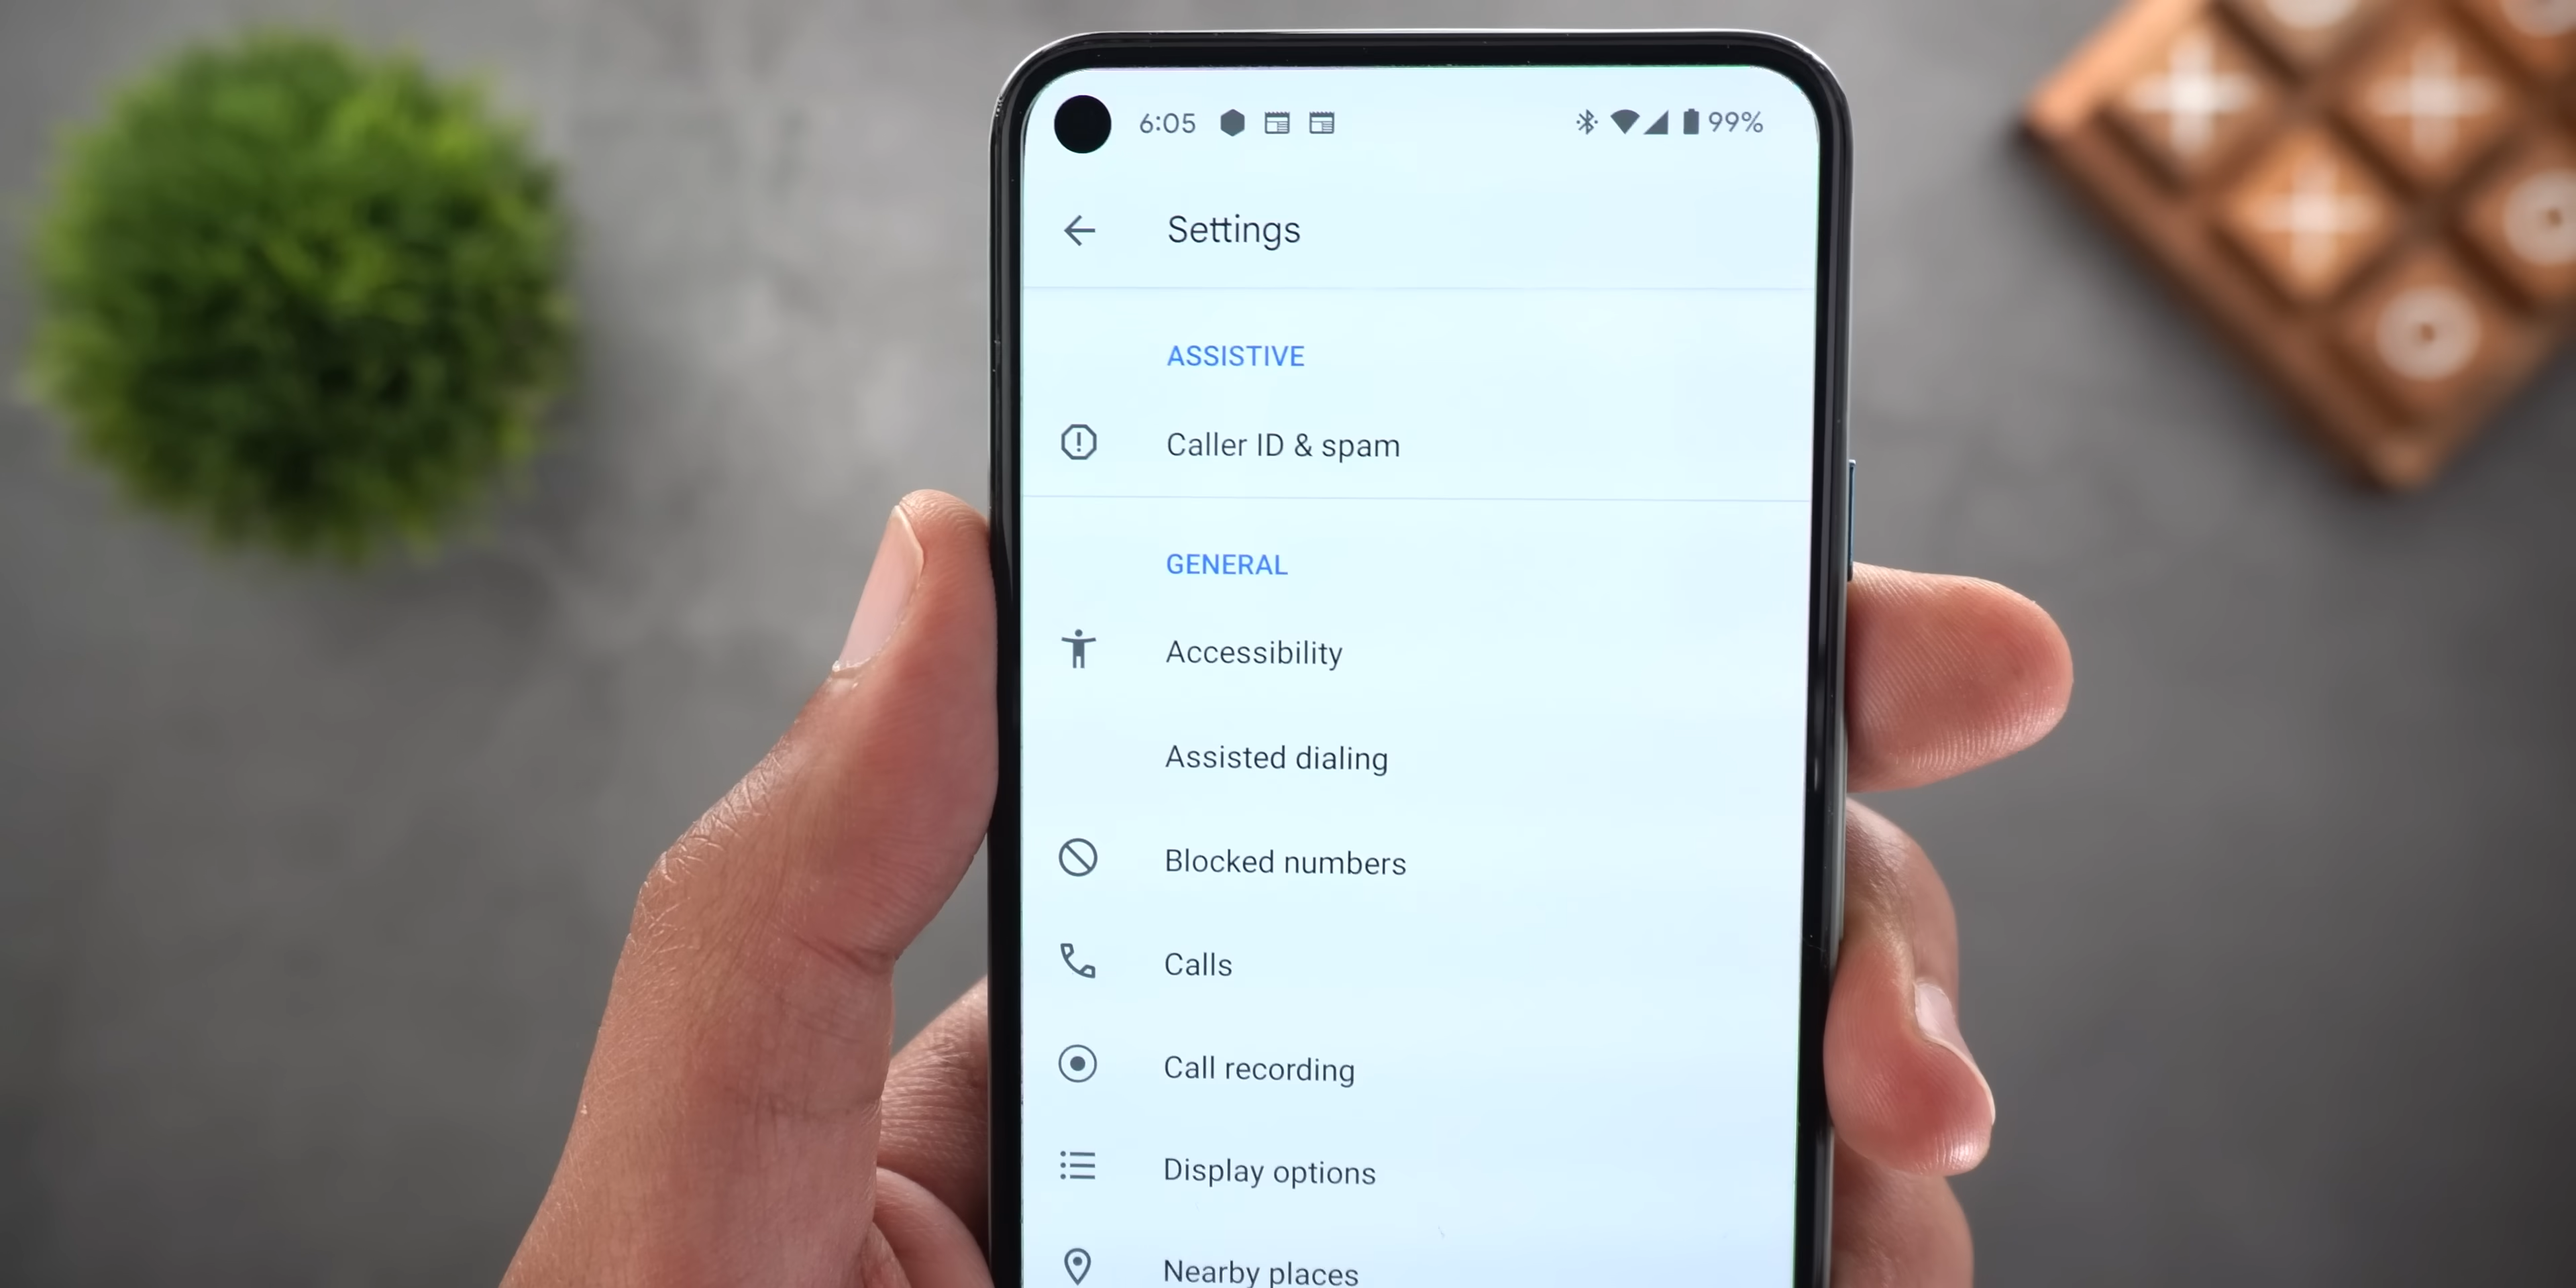 6:05 99%
Settings
ASSISTIVE
Caller ID & spam
GENERAL
Accessibility
Assisted dialing
Blocked numbers
Calls
Call recording
Display options
Nearby places